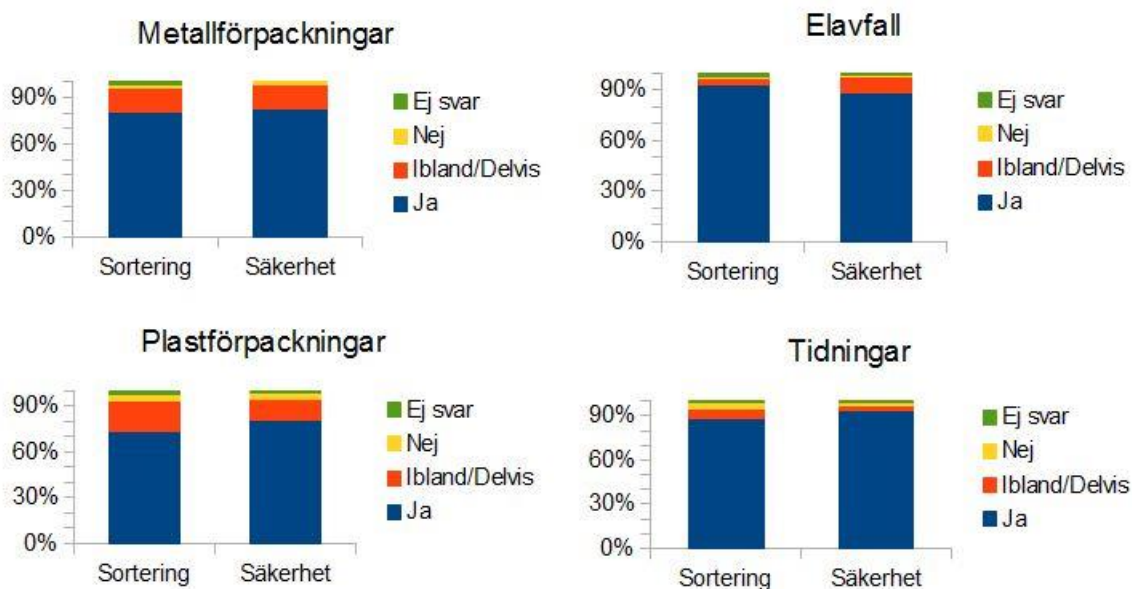 Metallförpackningar
90%
60%
30%
0%
Sortering Säkerhet
Ej svar
Nej
Ibland/Delvis
Ja
Elavfall
90%
60%
30%
0%
Sortering Säkerhet
Ej svar
Nej
Ibland/Delvis
Ja
Plastförpackningar
90%
60%
30%
0%
Sortering Säkerhet
Ej svar
Nej
Ibland/Delvis
Ja
Tidningar
90%
60%
30%
0%
Sortering Säkerhet
Ej svar
Nej
Ibland/Delvis
Ja